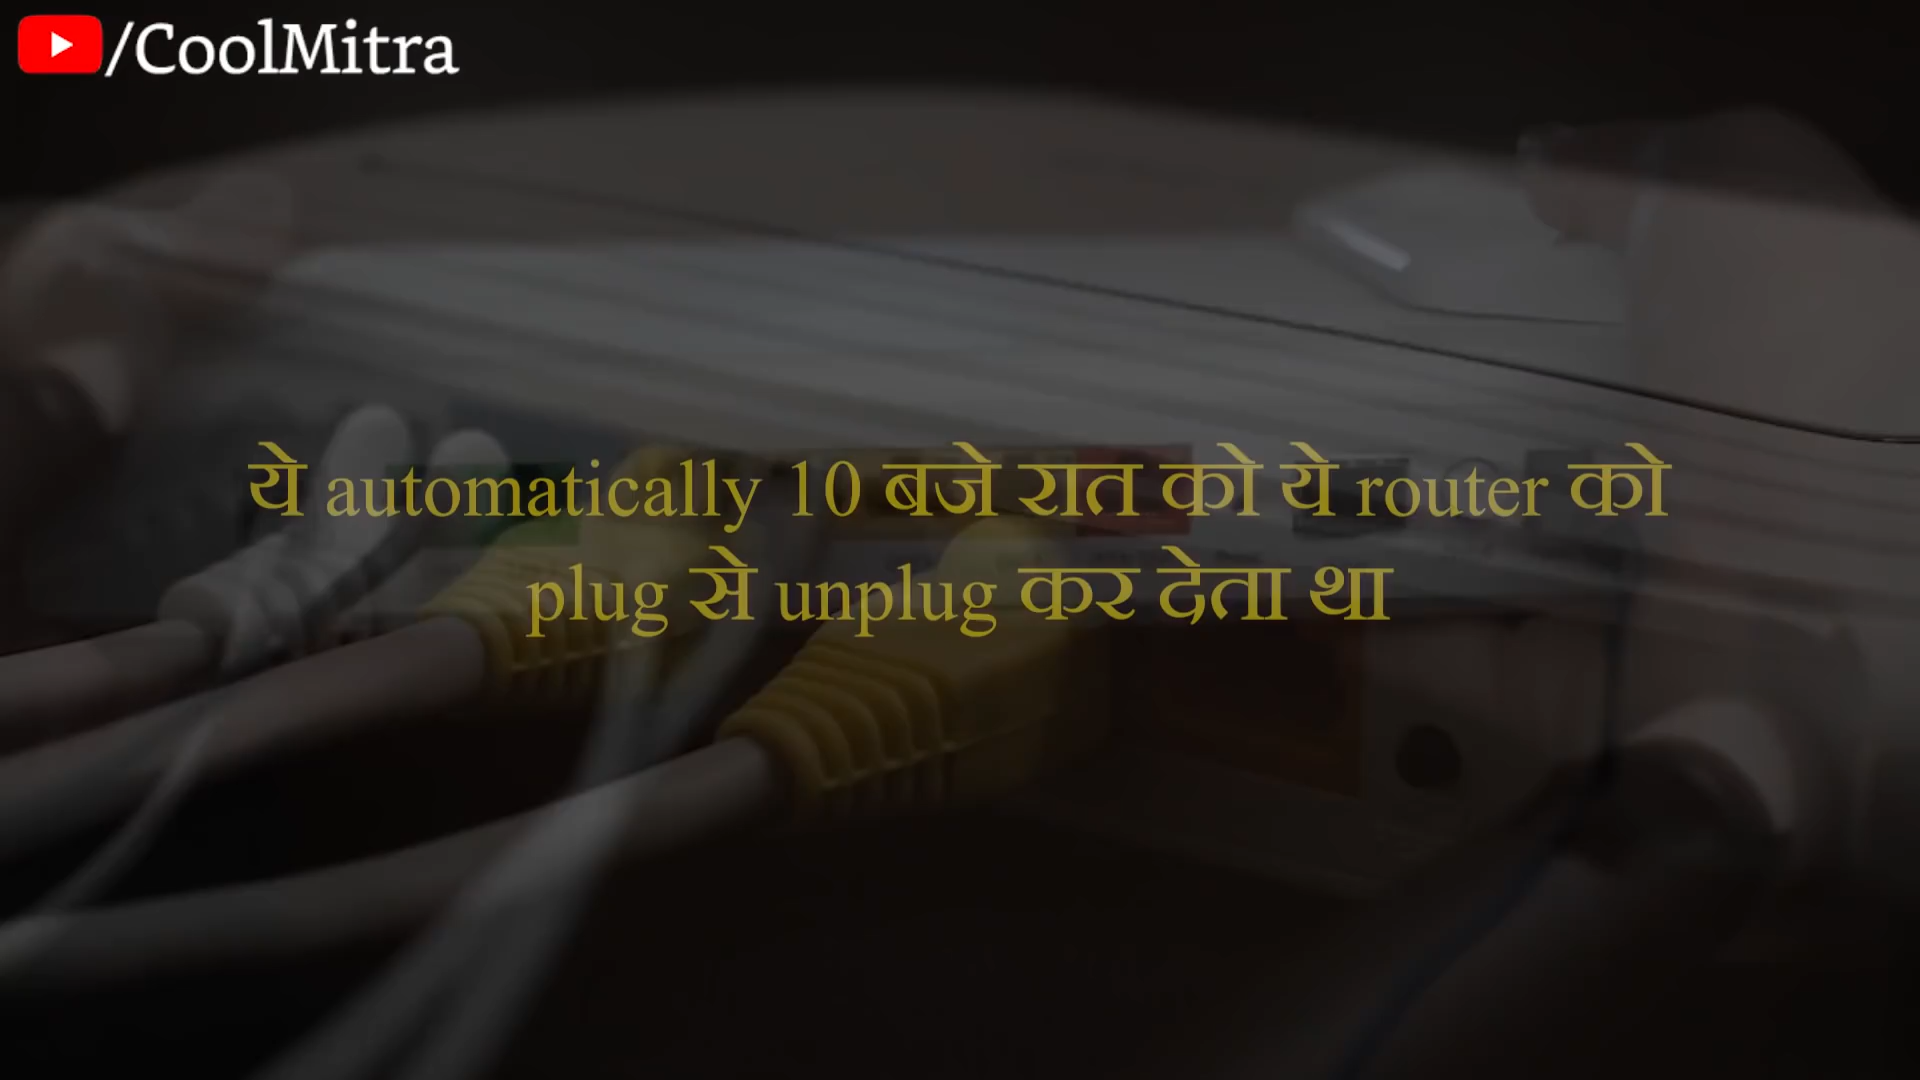 /CoolMitra
ये automatically 10 बजे रात को ये router को
plug से unplug कर देता था